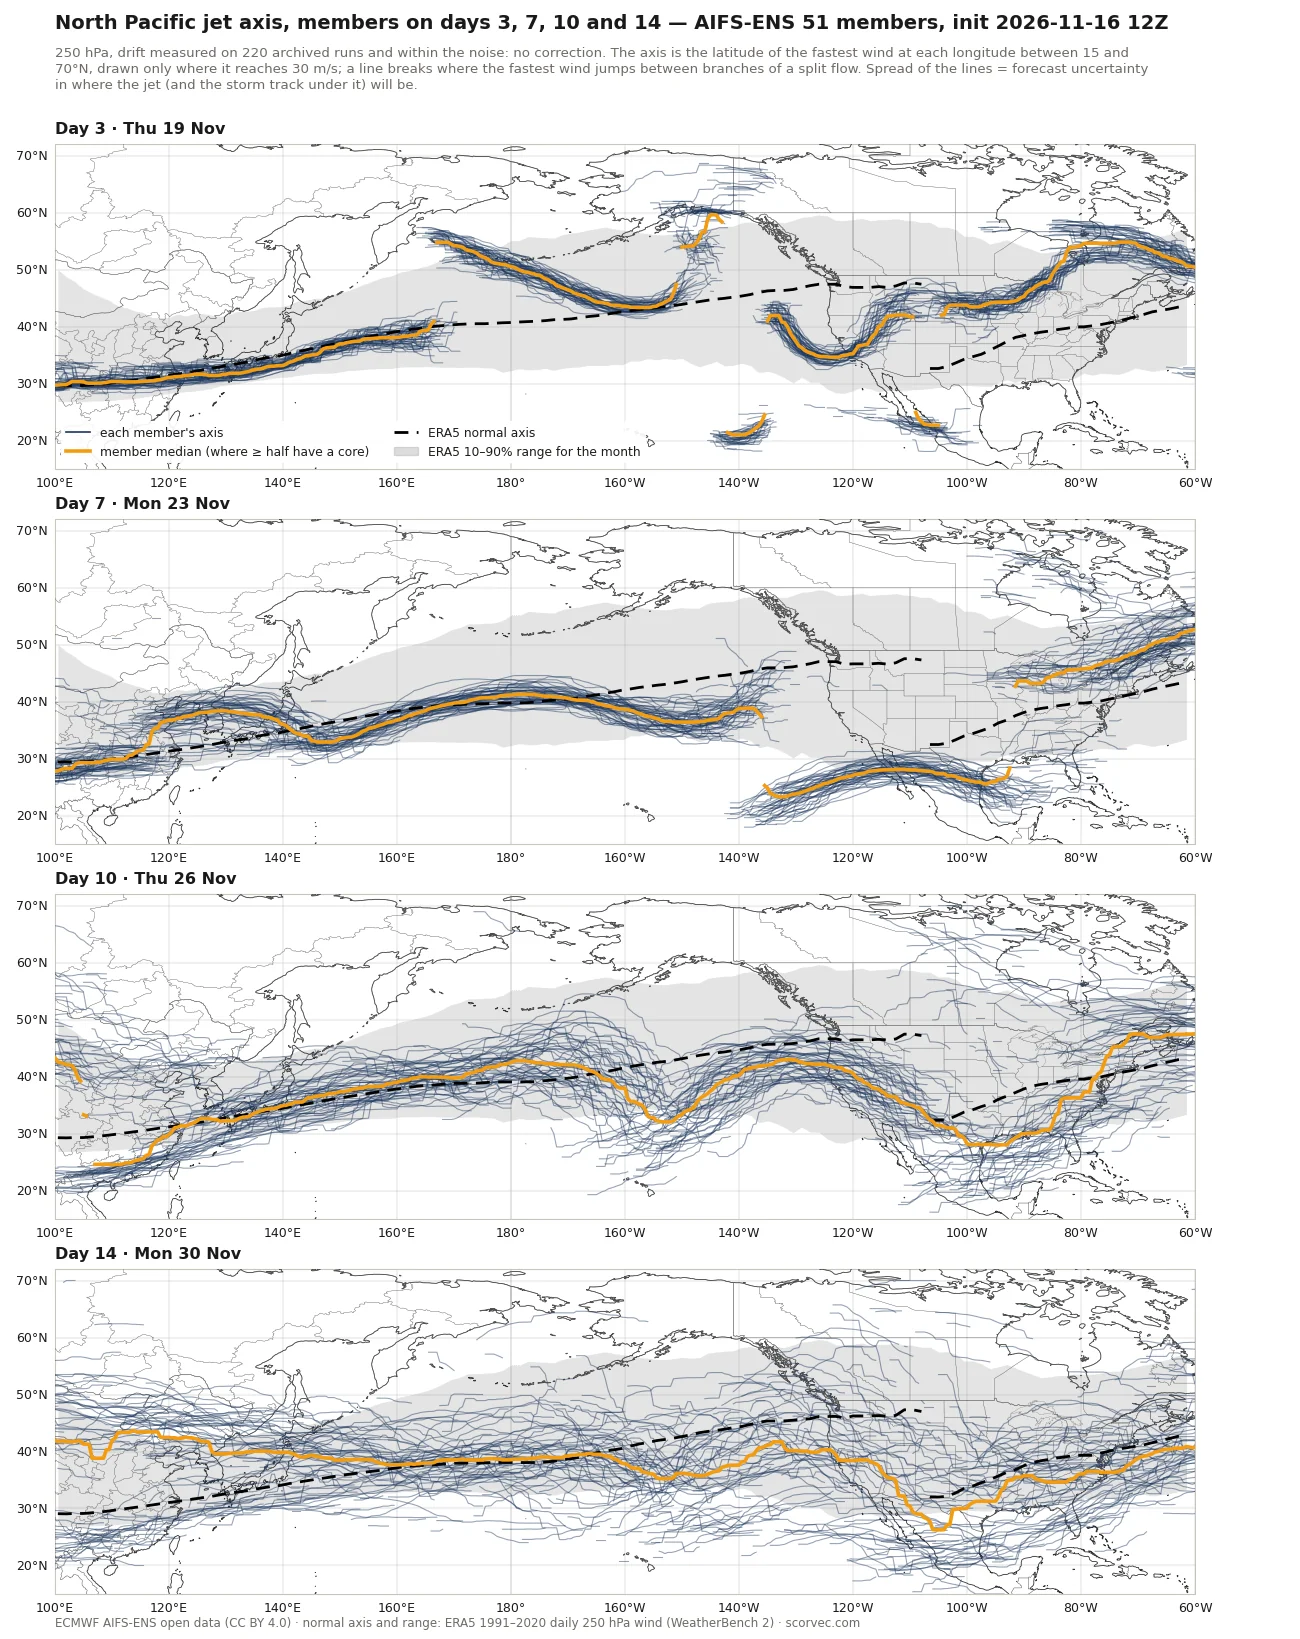 North Pacific jet axis, members on days 3, 7, 10 and 14 — AIFS-ENS 51 members, init 2026-11-16 12Z
250 hPa, drift measured on 220 archived runs and within the noise: no correction. The axis is the latitude of the fastest wind at each longitude between 15 and
70°N, drawn only where it reaches 30 m/s; a line breaks where the fastest wind jumps between branches of a split flow. Spread of the lines = forecast uncertainty
in where the jet (and the storm track under it) will be.
Day 3 · Thu 19 Nov
70°N
60°N
50°N
40°N
30°N
20°N
each member's axis
member median (where ≥ half have a core)
ERA5 normal axis
ERA5 10–90% range for the month
100°E 120°E 140°E 160°E 180° 160°W 140°W 120°W 100°W 80°W 60°W
Day 7 · Mon 23 Nov
70°N
60°N
50°N
40°N
30°N
20°N
100°E 120°E 140°E 160°E 180° 160°W 140°W 120°W 100°W 80°W 60°W
Day 10 · Thu 26 Nov
70°N
60°N
50°N
40°N
30°N
20°N
100°E 120°E 140°E 160°E 180° 160°W 140°W 120°W 100°W 80°W 60°W
Day 14 · Mon 30 Nov
70°N
60°N
50°N
40°N
30°N
20°N
100°E 120°E 140°E 160°E 180° 160°W 140°W 120°W 100°W 80°W 60°W
ECMWF AIFS-ENS open data (CC BY 4.0) · normal axis and range: ERA5 1991–2020 daily 250 hPa wind (WeatherBench 2) · scorvec.com